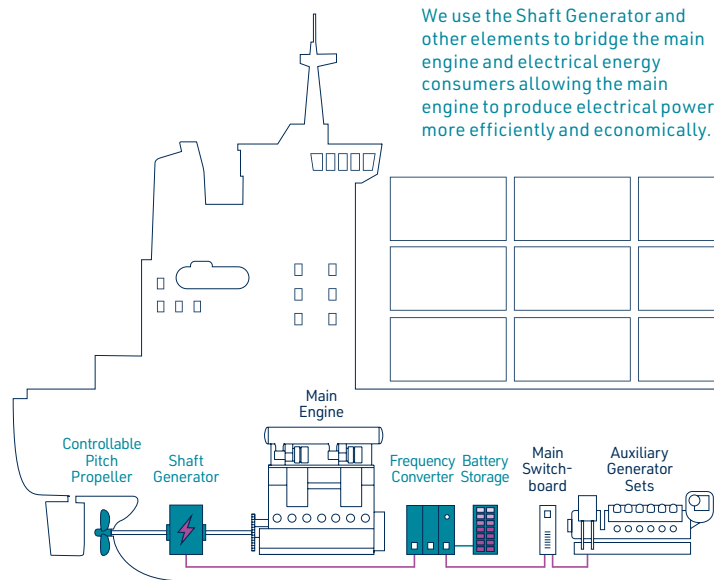 We use the Shaft Generator and
other elements to bridge the main
engine and electrical energy
consumers allowing the main
engine to produce electrical power
more efficiently and economically.
Main
Engine
Controllable
Pitch
Propeller
Shaft
Generator
Frequency
Converter
Battery
Storage
Main
Switch-
board
Auxiliary
Generator
Sets